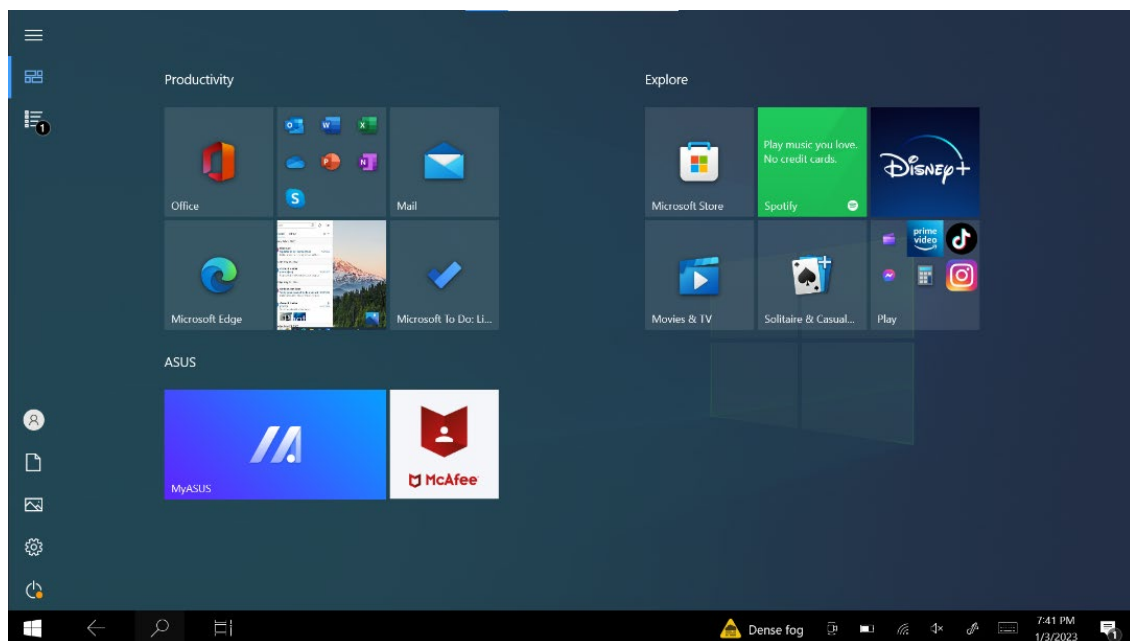 Productivity
Office
Mail
Microsoft Edge
Microsoft To Do: Li...
ASUS
MyASUS
McAfee
Explore
Microsoft Store
Play music you love.
No credit cards.
Spotify
Disney+
Movies & TV
Solitaire & Casual...
prime
video
Play
1
Dense fog
7:41 PM
1/3/2023
1